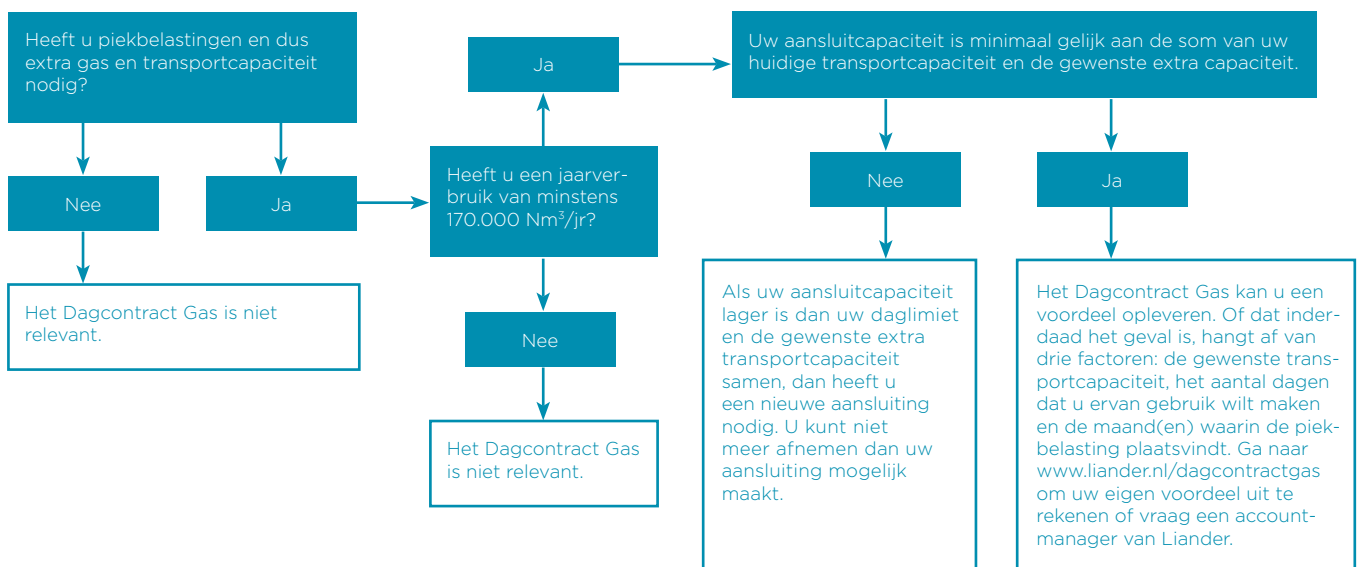 Heeft u piekbelastingen en dus
extra gas en transportcapaciteit
nodig?
Nee
Ja
Het Dagcontract Gas is niet
relevant.
Heeft u een jaarver-
bruik van minstens
170.000 Nm³/jr?
Ja
Nee
Het Dagcontract Gas
is niet relevant.
Uw aansluitcapaciteit is minimaal gelijk aan de som van uw
huidige transportcapaciteit en de gewenste extra capaciteit.
Nee
Ja
Als uw aansluitcapaciteit
lager is dan uw daglimiet
en de gewenste extra
transportcapaciteit
samen, dan heeft u
een nieuwe aansluiting
nodig. U kunt niet
meer afnemen dan uw
aansluiting mogelijk
maakt.
Het Dagcontract Gas kan u een
voordeel opleveren. Of dat inder-
daad het geval is, hangt af van
drie factoren: de gewenste trans-
portcapaciteit, het aantal dagen
dat u ervan gebruik wilt maken
en de maand(en) waarin de piek-
belasting plaatsvindt. Ga naar
www.liander.nl/dagcontractgas
om uw eigen voordeel uit te
rekenen of vraag een account-
manager van Liander.